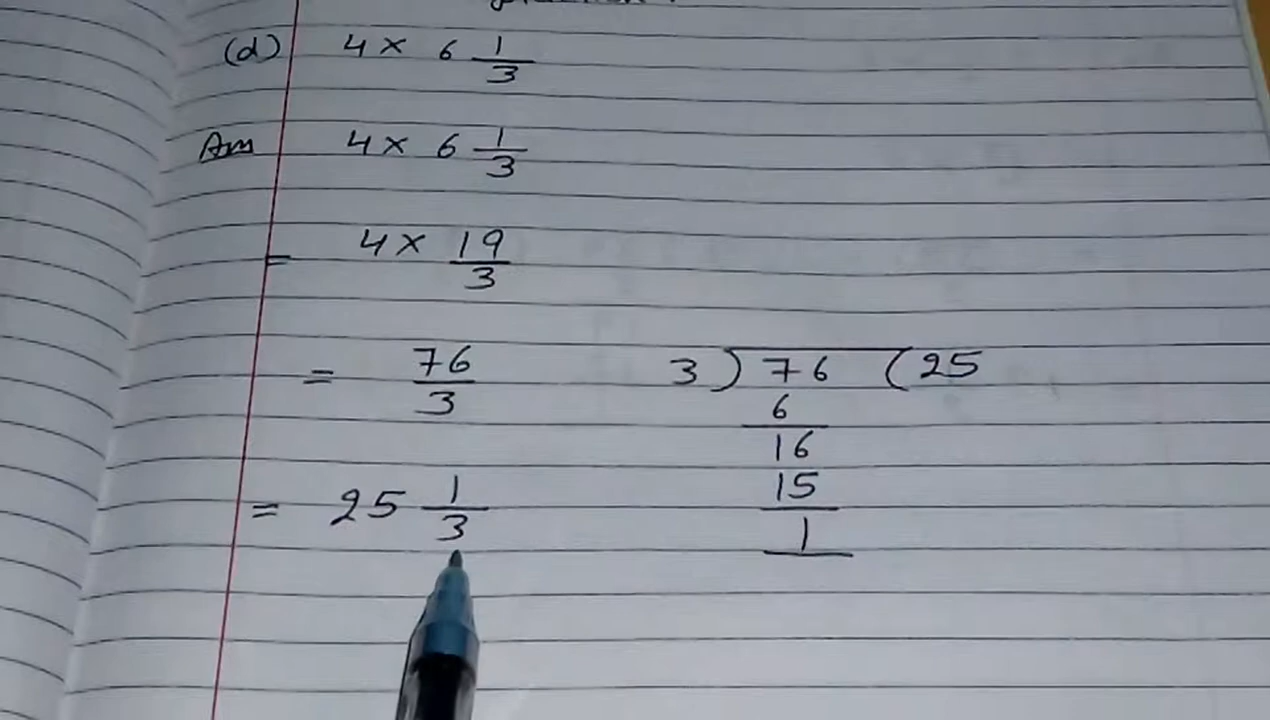 (d) 4 × 6 1/3
Ans 4 × 6 1/3
= 4 × 19/3
= 76/3 3 ) 76 ( 25
6
16
15
= 25 1/3 1